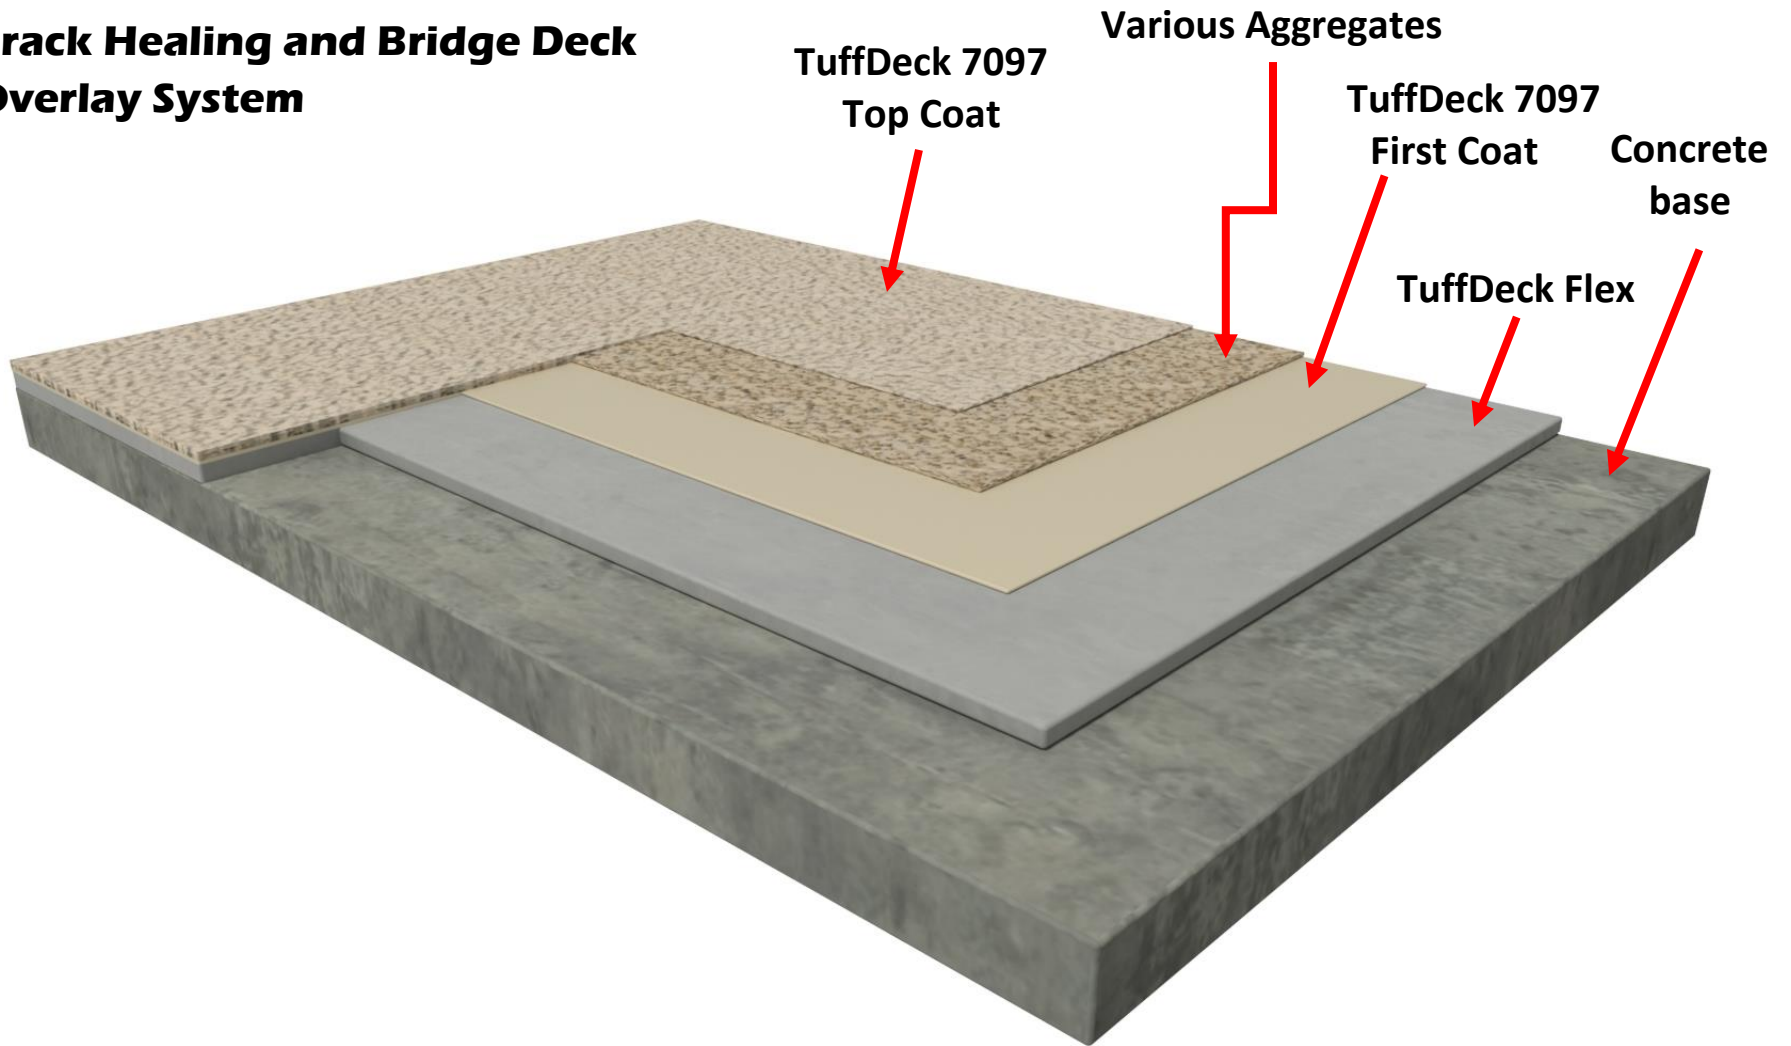 rack Healing and Bridge Deck
Overlay System
Various Aggregates
TuffDeck 7097
Top Coat
TuffDeck 7097
First Coat
Concrete
base
TuffDeck Flex